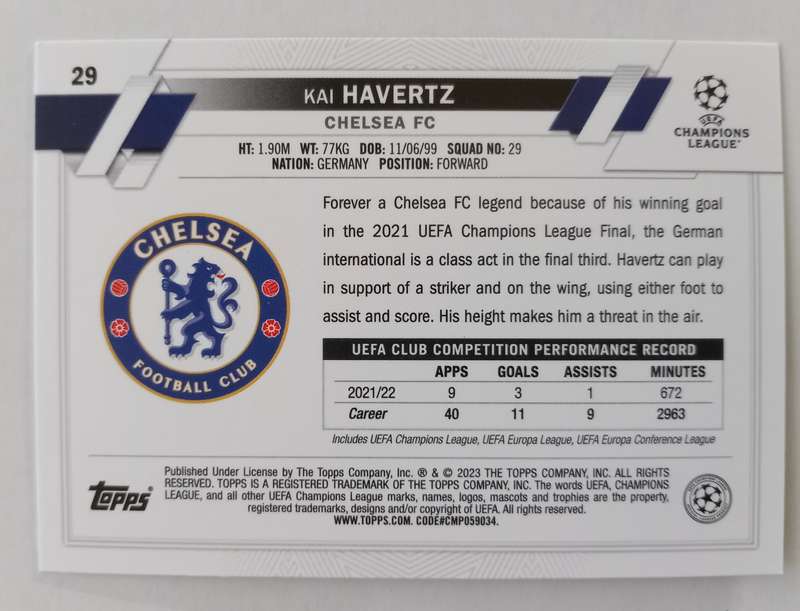 29
KAI HAVERTZ
CHELSEA FC
HT: 1.90M WT: 77KG DOB: 11/06/99 SQUAD NO: 29
NATION: GERMANY POSITION: FORWARD
UEFA
CHAMPIONS
LEAGUE
CHELSEA
FOOTBALL CLUB
Forever a Chelsea FC legend because of his winning goal
in the 2021 UEFA Champions League Final, the German
international is a class act in the final third. Havertz can play
in support of a striker and on the wing, using either foot to
assist and score. His height makes him a threat in the air.
UEFA CLUB COMPETITION PERFORMANCE RECORD
APPS GOALS ASSISTS MINUTES
2021/22 9 3 1 672
Career 40 11 9 2963
Includes UEFA Champions League, UEFA Europa League, UEFA Europa Conference League
Topps
Published Under License by The Topps Company, Inc. ® & © 2023 THE TOPPS COMPANY, INC. ALL RIGHTS
RESERVED. TOPPS IS A REGISTERED TRADEMARK OF THE TOPPS COMPANY, INC. The words UEFA, CHAMPIONS
LEAGUE, and all other UEFA Champions League marks, names, logos, mascots and trophies are the property,
registered trademarks, designs and/or copyright of UEFA. All rights reserved.
WWW.TOPPS.COM. CODE#CMP059034.